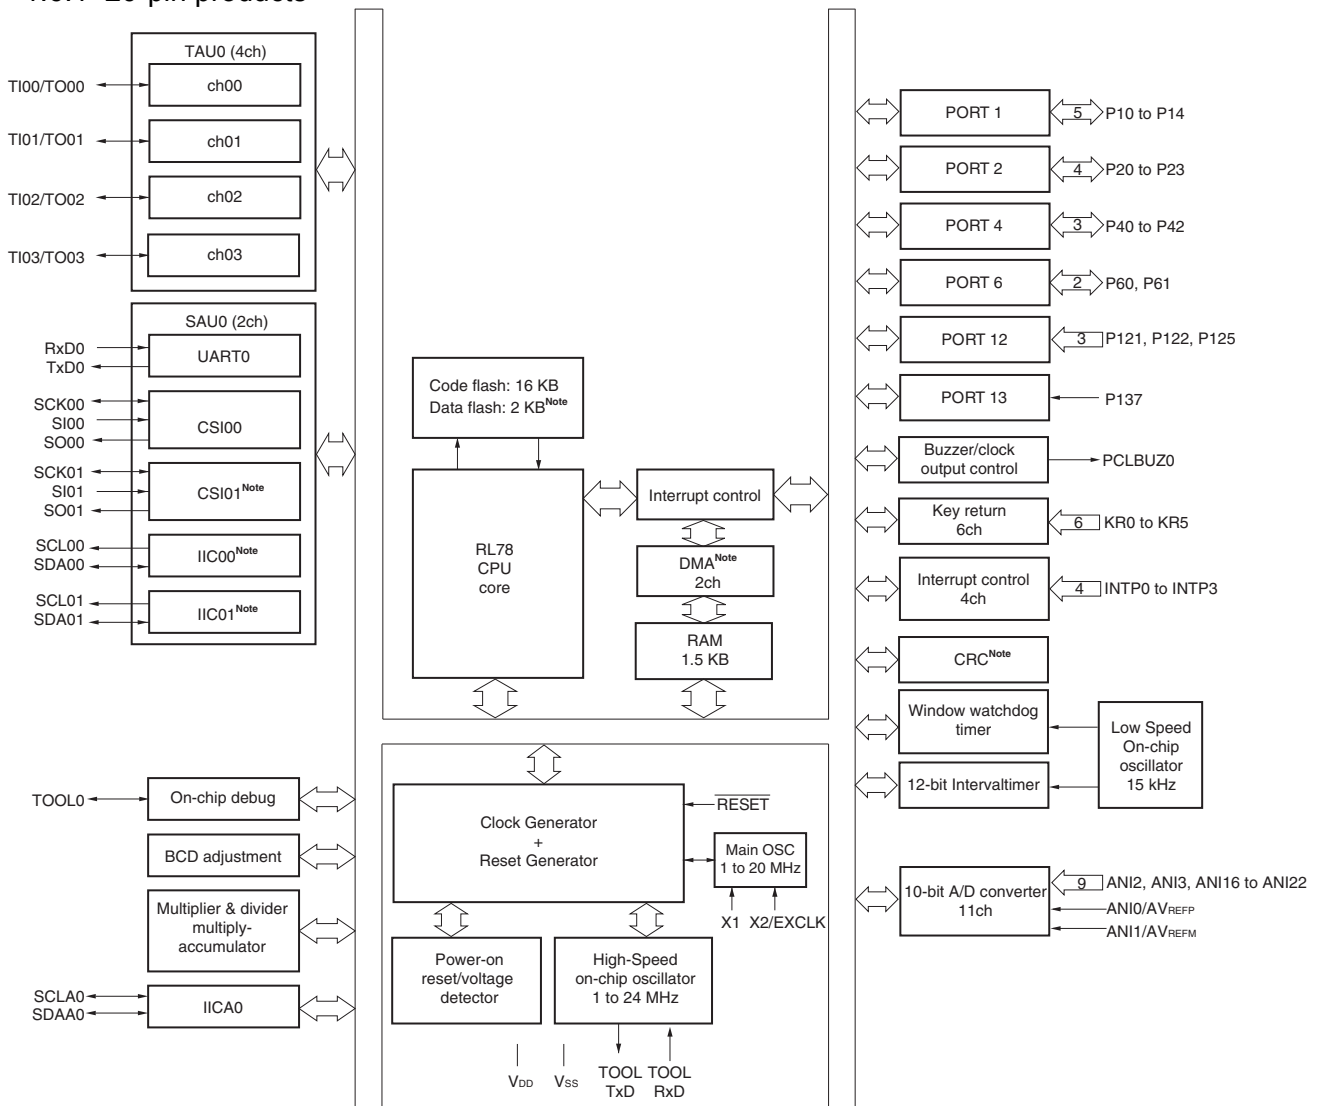 TAU0 (4ch)
TI00/TO00
ch00
TI01/TO01
ch01
TI02/TO02
ch02
TI03/TO03
ch03
SAU0 (2ch)
RxD0
TxD0
UART0
SCK00
SI00
SO00
CSI00
SCK01
SI01
SO01
CSI01Note
SCL00
SDA00
IIC00Note
SCL01
SDA01
IIC01Note
TOOL0
On-chip debug
BCD adjustment
Multiplier & divider
multiply-
accumulator
SCLA0
SDAA0
IICA0
Code flash: 16 KB
Data flash: 2 KBNote
RL78
CPU
core
Interrupt control
DMANote
2ch
RAM
1.5 KB
Clock Generator
+
Reset Generator
RESET
Main OSC
1 to 20 MHz
X1 X2/EXCLK
Power-on
reset/voltage
detector
High-Speed
on-chip oscillator
1 to 24 MHz
VDD
VSS
TOOL
TxD
TOOL
RxD
PORT 1
5
P10 to P14
PORT 2
4
P20 to P23
PORT 4
3
P40 to P42
PORT 6
2
P60, P61
PORT 12
3
P121, P122, P125
PORT 13
P137
Buzzer/clock
output control
PCLBUZ0
Key return
6ch
6
KR0 to KR5
Interrupt control
4ch
4
INTP0 to INTP3
CRCNote
Window watchdog
timer
12-bit Intervaltimer
Low Speed
On-chip
oscillator
15 kHz
10-bit A/D converter
11ch
9
ANI2, ANI3, ANI16 to ANI22
ANI0/AVREFP
ANI1/AVREFM